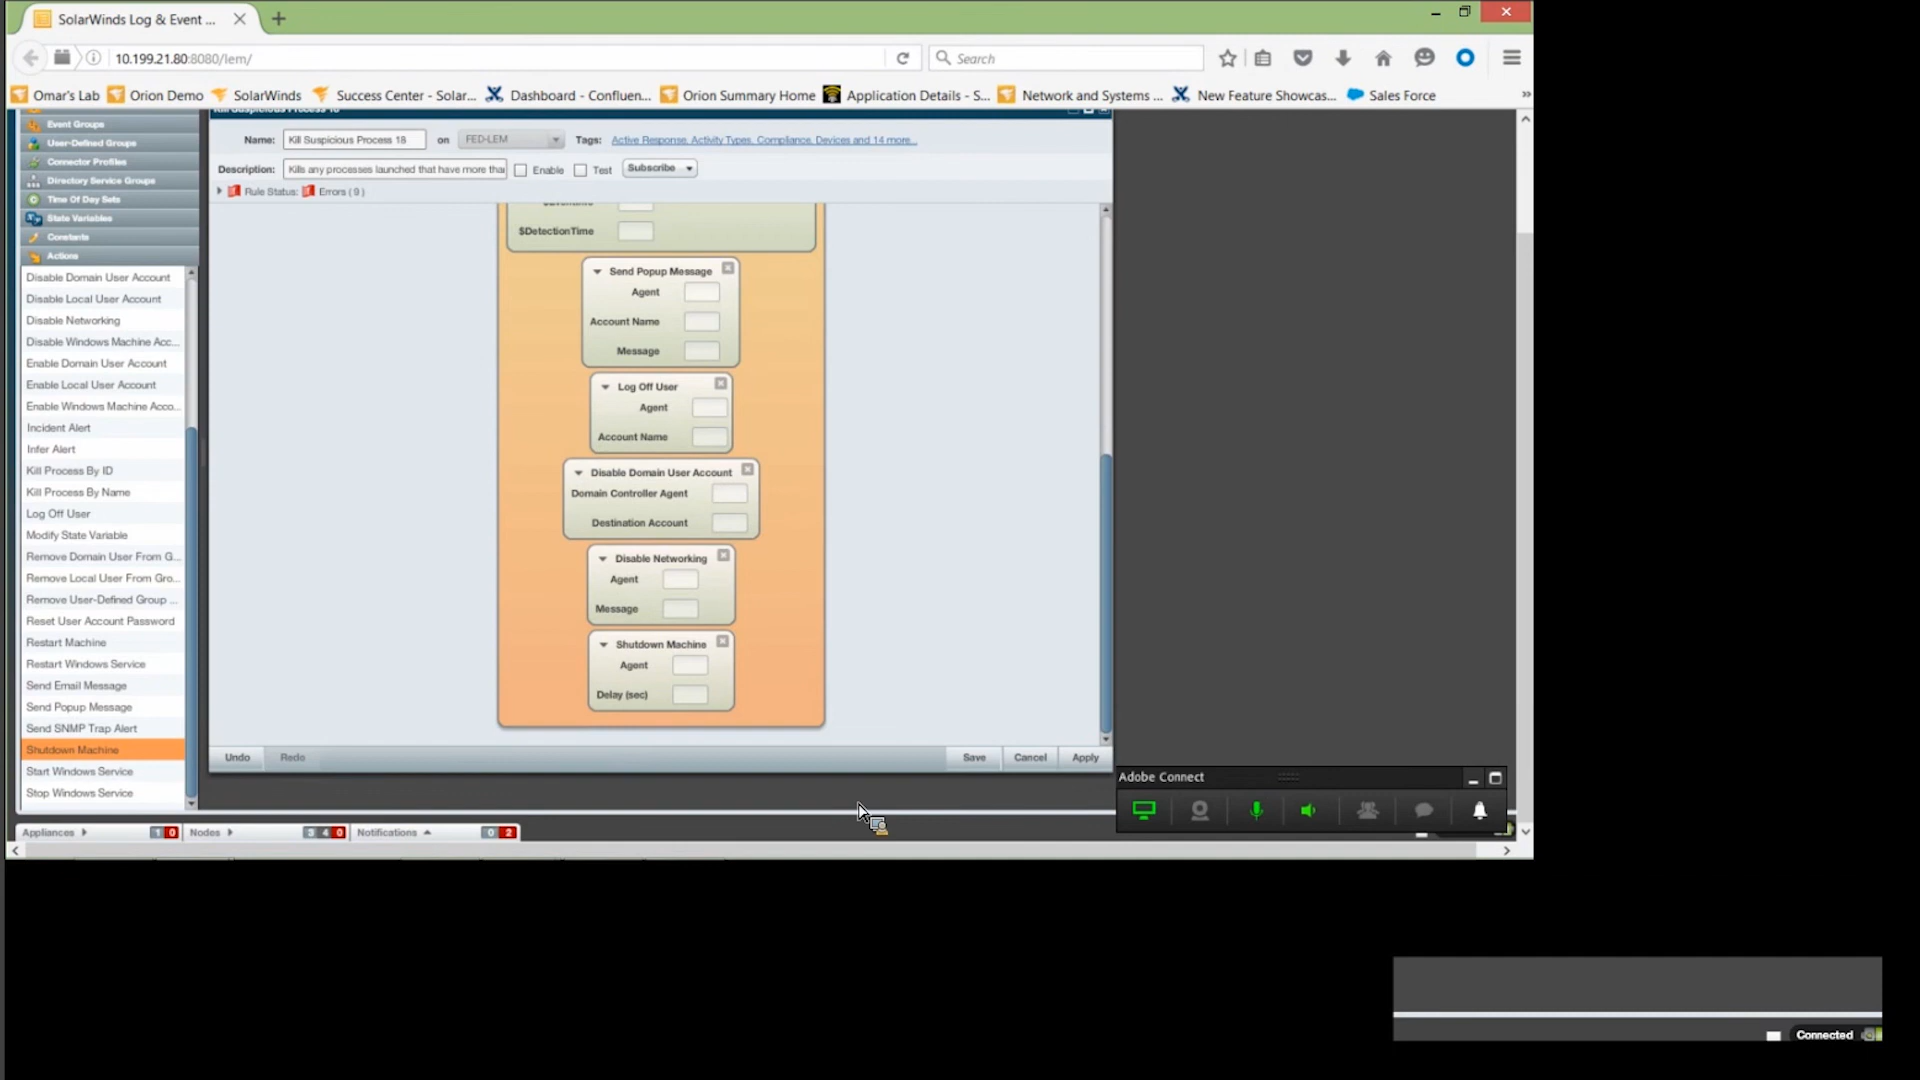 SolarWinds Log & Event ...
10.199.21.80:8080/lem/
Search
Omar's Lab
Orion Demo
SolarWinds
Success Center - Solar...
Dashboard - Confluen...
Orion Summary Home
Application Details - S...
Network and Systems ...
New Feature Showcas...
Sales Force
Event Groups
User-Defined Groups
Connector Profiles
Directory Service Groups
Time Of Day Sets
State Variables
Constants
Actions
Disable Domain User Account
Disable Local User Account
Disable Networking
Disable Windows Machine Acc...
Enable Domain User Account
Enable Local User Account
Enable Windows Machine Acco...
Incident Alert
Infer Alert
Kill Process By ID
Kill Process By Name
Log Off User
Modify State Variable
Remove Domain User From G...
Remove Local User From Gro...
Remove User-Defined Group ...
Reset User Account Password
Restart Machine
Restart Windows Service
Send Email Message
Send Popup Message
Send SNMP Trap Alert
Shutdown Machine
Start Windows Service
Stop Windows Service
Kill Suspicious Process 18
Name: Kill Suspicious Process 18 on FED-LEM Tags: Active Response, Activity Types, Compliance, Devices and 14 more...
Description: Kills any processes launched that have more tha Enable Test Subscribe
Rule Status: Errors ( 9 )
$DetectionTime
Send Popup Message
Agent
Account Name
Message
Log Off User
Agent
Account Name
Disable Domain User Account
Domain Controller Agent
Destination Account
Disable Networking
Agent
Message
Shutdown Machine
Agent
Delay (sec)
Undo Redo Save Cancel Apply
Adobe Connect
Appliances 1 0 Nodes 3 4 0 Notifications 0 2
Connected